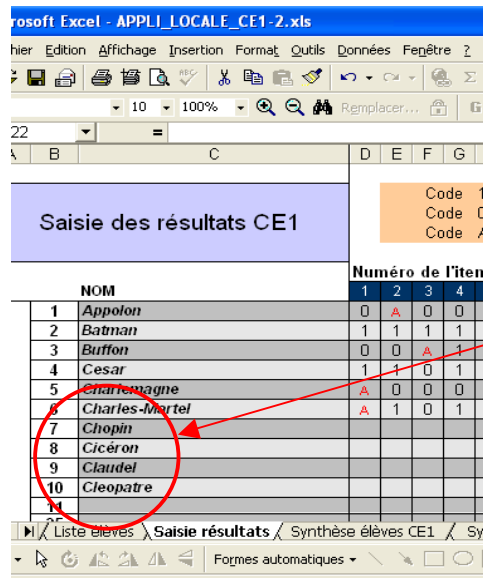 rosoft Excel - APPLI_LOCALE_CE1-2.xls
hier Edition Affichage Insertion Format Outils Données Fenêtre ?
10 100% Remplacer... G
22 =
B C D E F G
Code 1
Saisie des résultats CE1 Code
Code
Numéro de l'iten
NOM 1 2 3 4
1 Appolon 0 A 0 0
2 Batman 1 1 1 1
3 Buffon 0 0 A 1
4 Cesar 1 1 0 1
5 Charlemagne A 0 0 0
6 Charles-Martel A 1 0 1
7 Chopin
8 Cicéron
9 Claudel
10 Cleopatre
11
Liste élèves Saisie résultats Synthèse élèves CE1 Sy
Formes automatiques